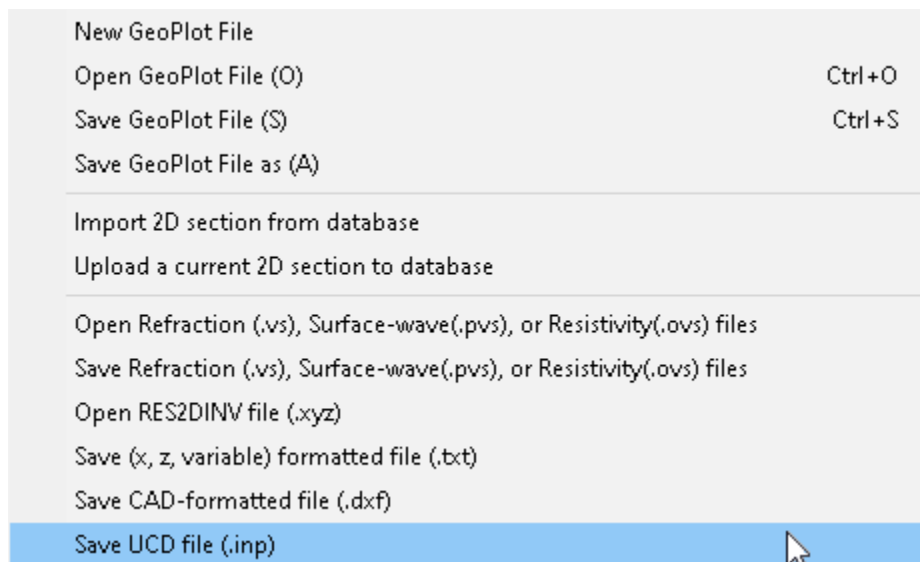 New GeoPlot File
Open GeoPlot File (O) Ctrl+O
Save GeoPlot File (S) Ctrl+S
Save GeoPlot File as (A)
Import 2D section from database
Upload a current 2D section to database
Open Refraction (.vs), Surface-wave(.pvs), or Resistivity(.ovs) files
Save Refraction (.vs), Surface-wave(.pvs), or Resistivity(.ovs) files
Open RES2DINV file (.xyz)
Save (x, z, variable) formatted file (.txt)
Save CAD-formatted file (.dxf)
Save UCD file (.inp)